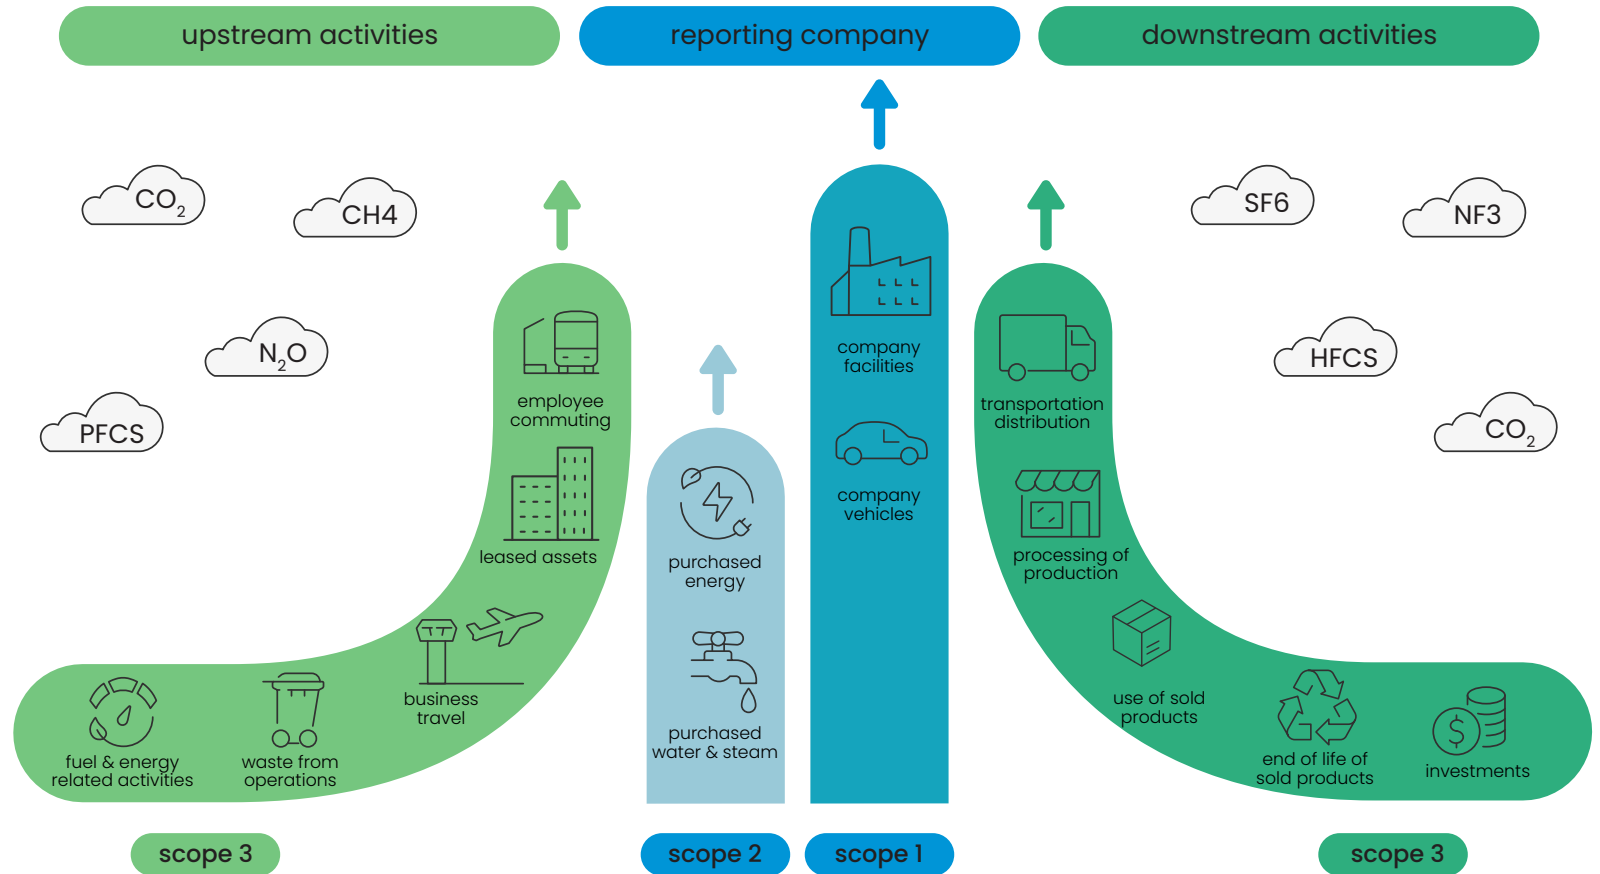 upstream activities
reporting company
downstream activities
CO₂
CH4
N₂O
PFCS
SF6
NF3
HFCS
CO₂
employee
commuting
leased assets
business
travel
waste from
operations
fuel & energy
related activities
purchased
energy
purchased
water & steam
company
facilities
company
vehicles
transportation
distribution
processing of
production
use of sold
products
end of life of
sold products
investments
scope 3
scope 2
scope 1
scope 3